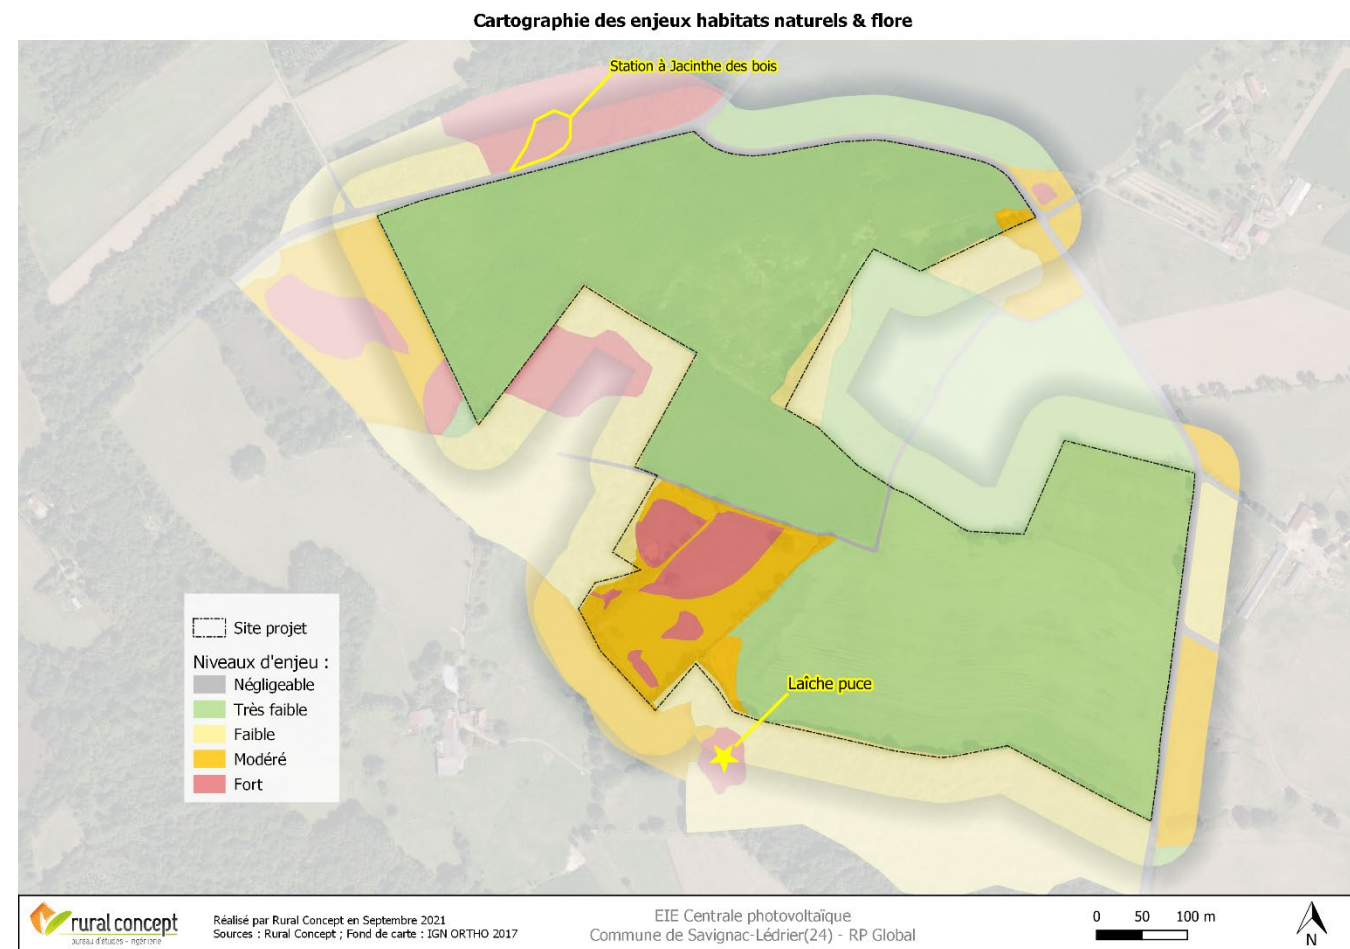 Cartographie des enjeux habitats naturels & flore
Station à Jacinthe des bois
Laîche puce
Site projet
Niveaux d'enjeu :
Négligeable
Très faible
Faible
Modéré
Fort
rural concept
bureau d'études - ingénierie
Réalisé par Rural Concept en Septembre 2021
Sources : Rural Concept ; Fond de carte : IGN ORTHO 2017
EIE Centrale photovoltaïque
Commune de Savignac-Lédrier(24) - RP Global
0 50 100 m
N